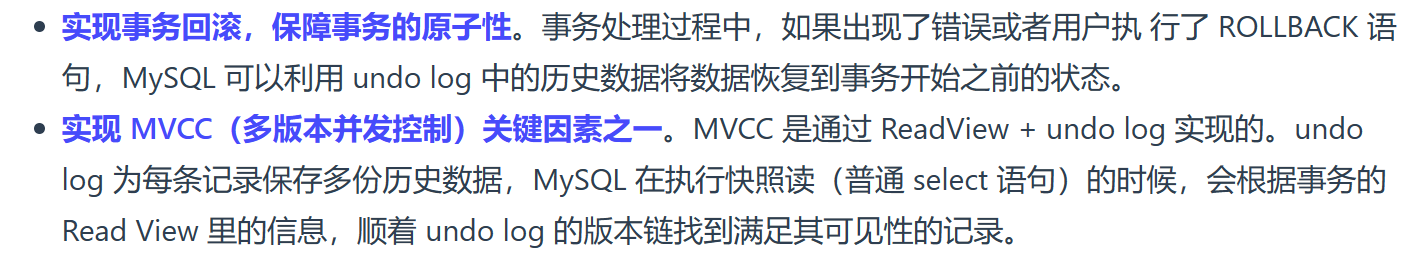 实现事务回滚，保障事务的原子性。事务处理过程中，如果出现了错误或者用户执 行了 ROLLBACK 语
句，MySQL 可以利用 undo log 中的历史数据将数据恢复到事务开始之前的状态。
实现 MVCC（多版本并发控制）关键因素之一。MVCC 是通过 ReadView + undo log 实现的。undo
log 为每条记录保存多份历史数据，MySQL 在执行快照读（普通 select 语句）的时候，会根据事务的
Read View 里的信息，顺着 undo log 的版本链找到满足其可见性的记录。